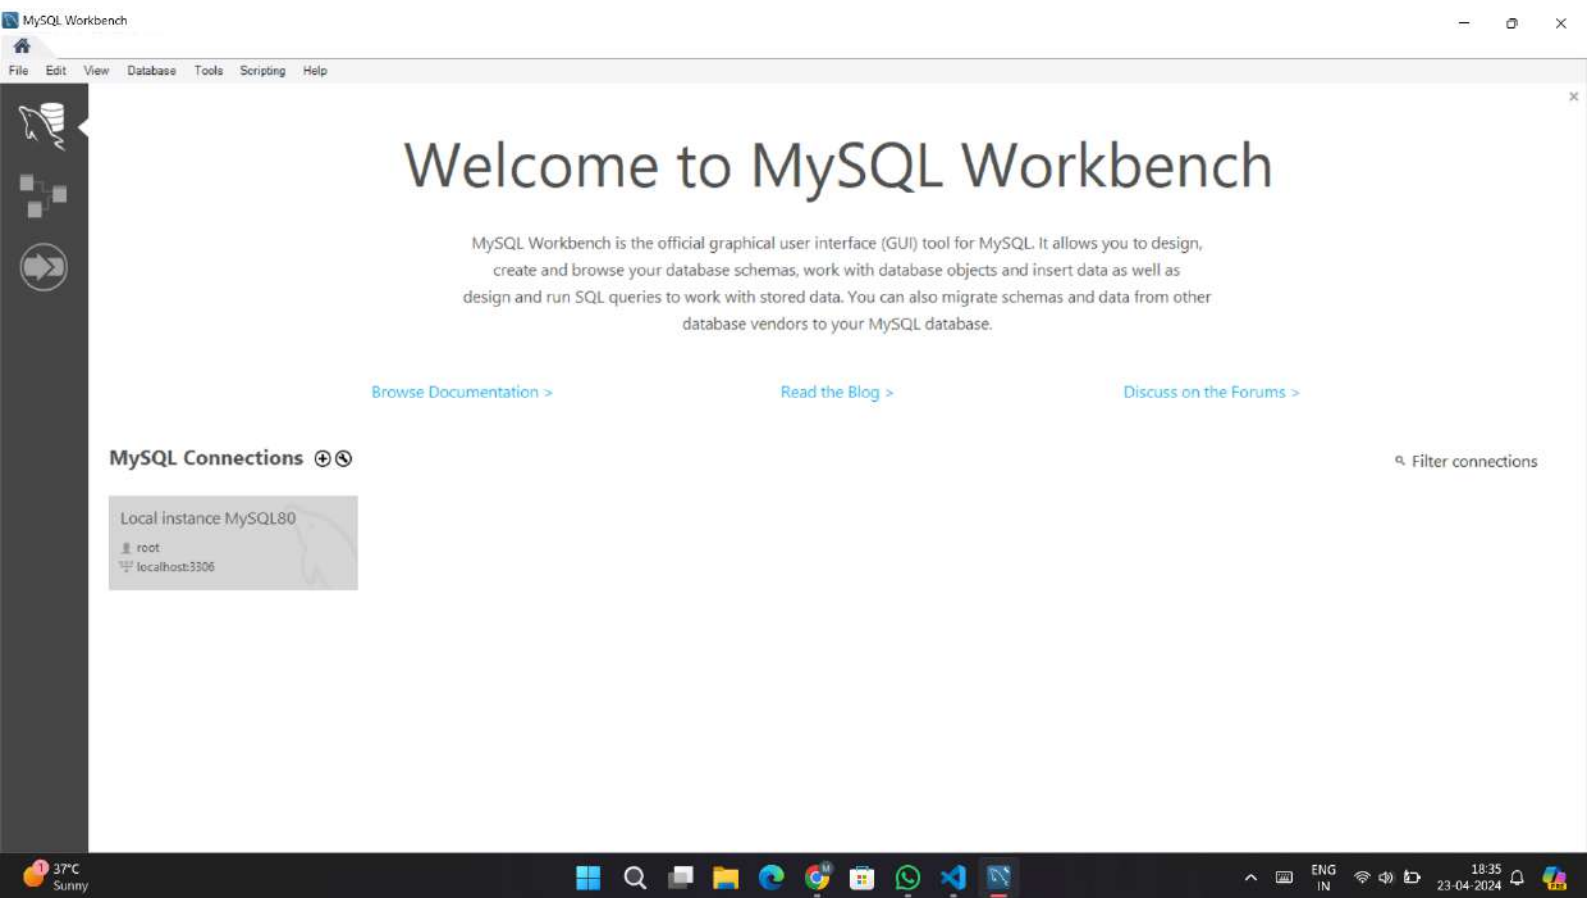 MySQL Workbench
File Edit View Database Tools Scripting Help
Welcome to MySQL Workbench
MySQL Workbench is the official graphical user interface (GUI) tool for MySQL. It allows you to design,
create and browse your database schemas, work with database objects and insert data as well as
design and run SQL queries to work with stored data. You can also migrate schemas and data from other
database vendors to your MySQL database.
Browse Documentation > Read the Blog > Discuss on the Forums >
MySQL Connections
Filter connections
Local instance MySQL80
root
localhost:3306
1 37°C
Sunny
M
ENG
IN
18:35
23-04-2024
PRE